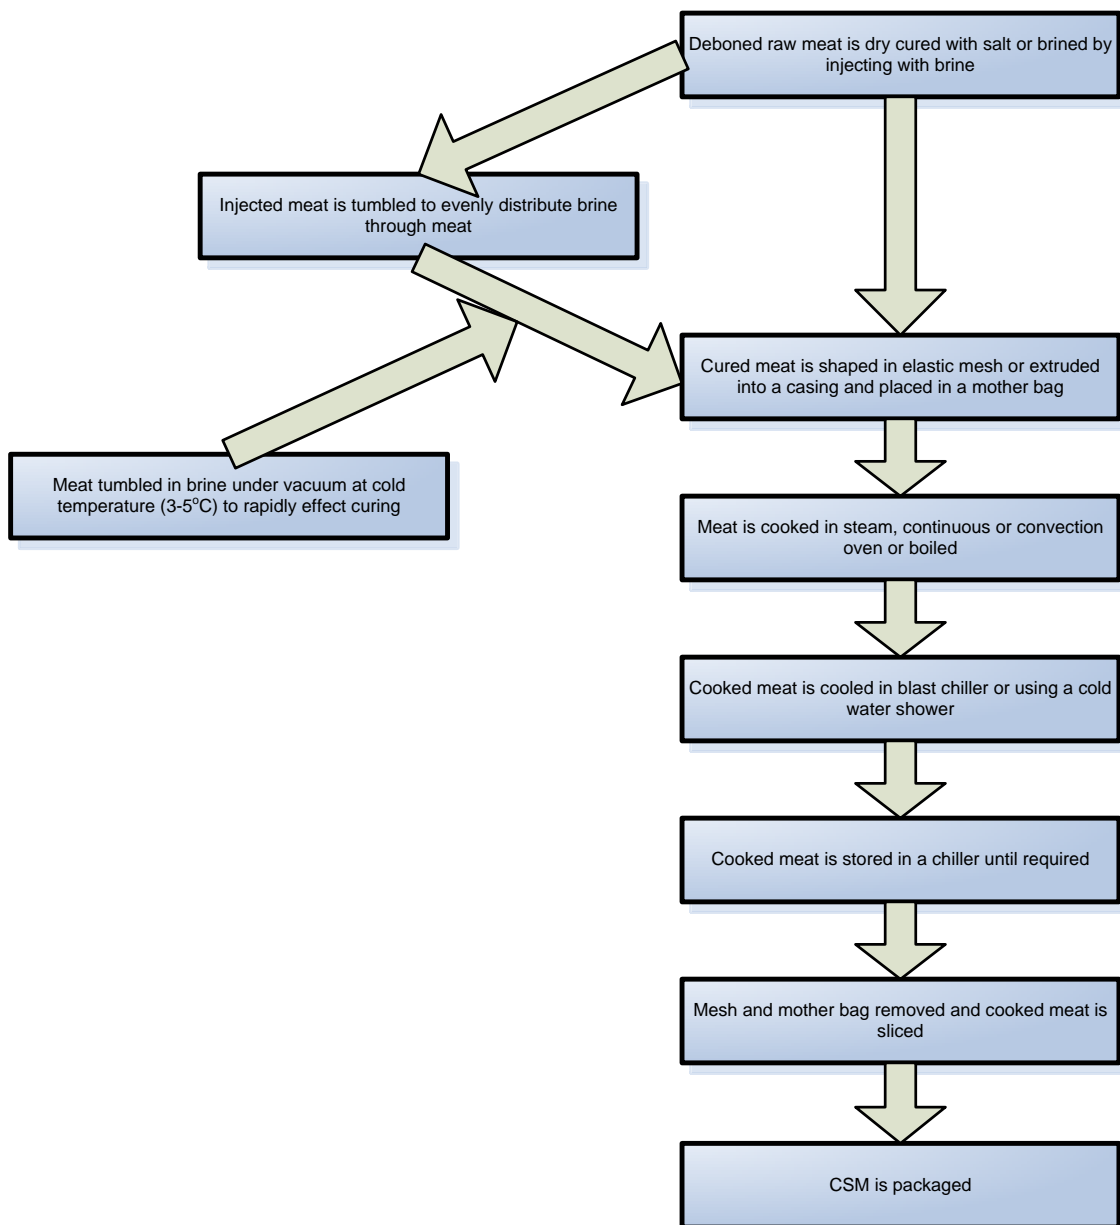 Deboned raw meat is dry cured with salt or brined by
injecting with brine
Injected meat is tumbled to evenly distribute brine
through meat
Cured meat is shaped in elastic mesh or extruded
into a casing and placed in a mother bag
Meat tumbled in brine under vacuum at cold
temperature (3-5°C) to rapidly effect curing
Meat is cooked in steam, continuous or convection
oven or boiled
Cooked meat is cooled in blast chiller or using a cold
water shower
Cooked meat is stored in a chiller until required
Mesh and mother bag removed and cooked meat is
sliced
CSM is packaged